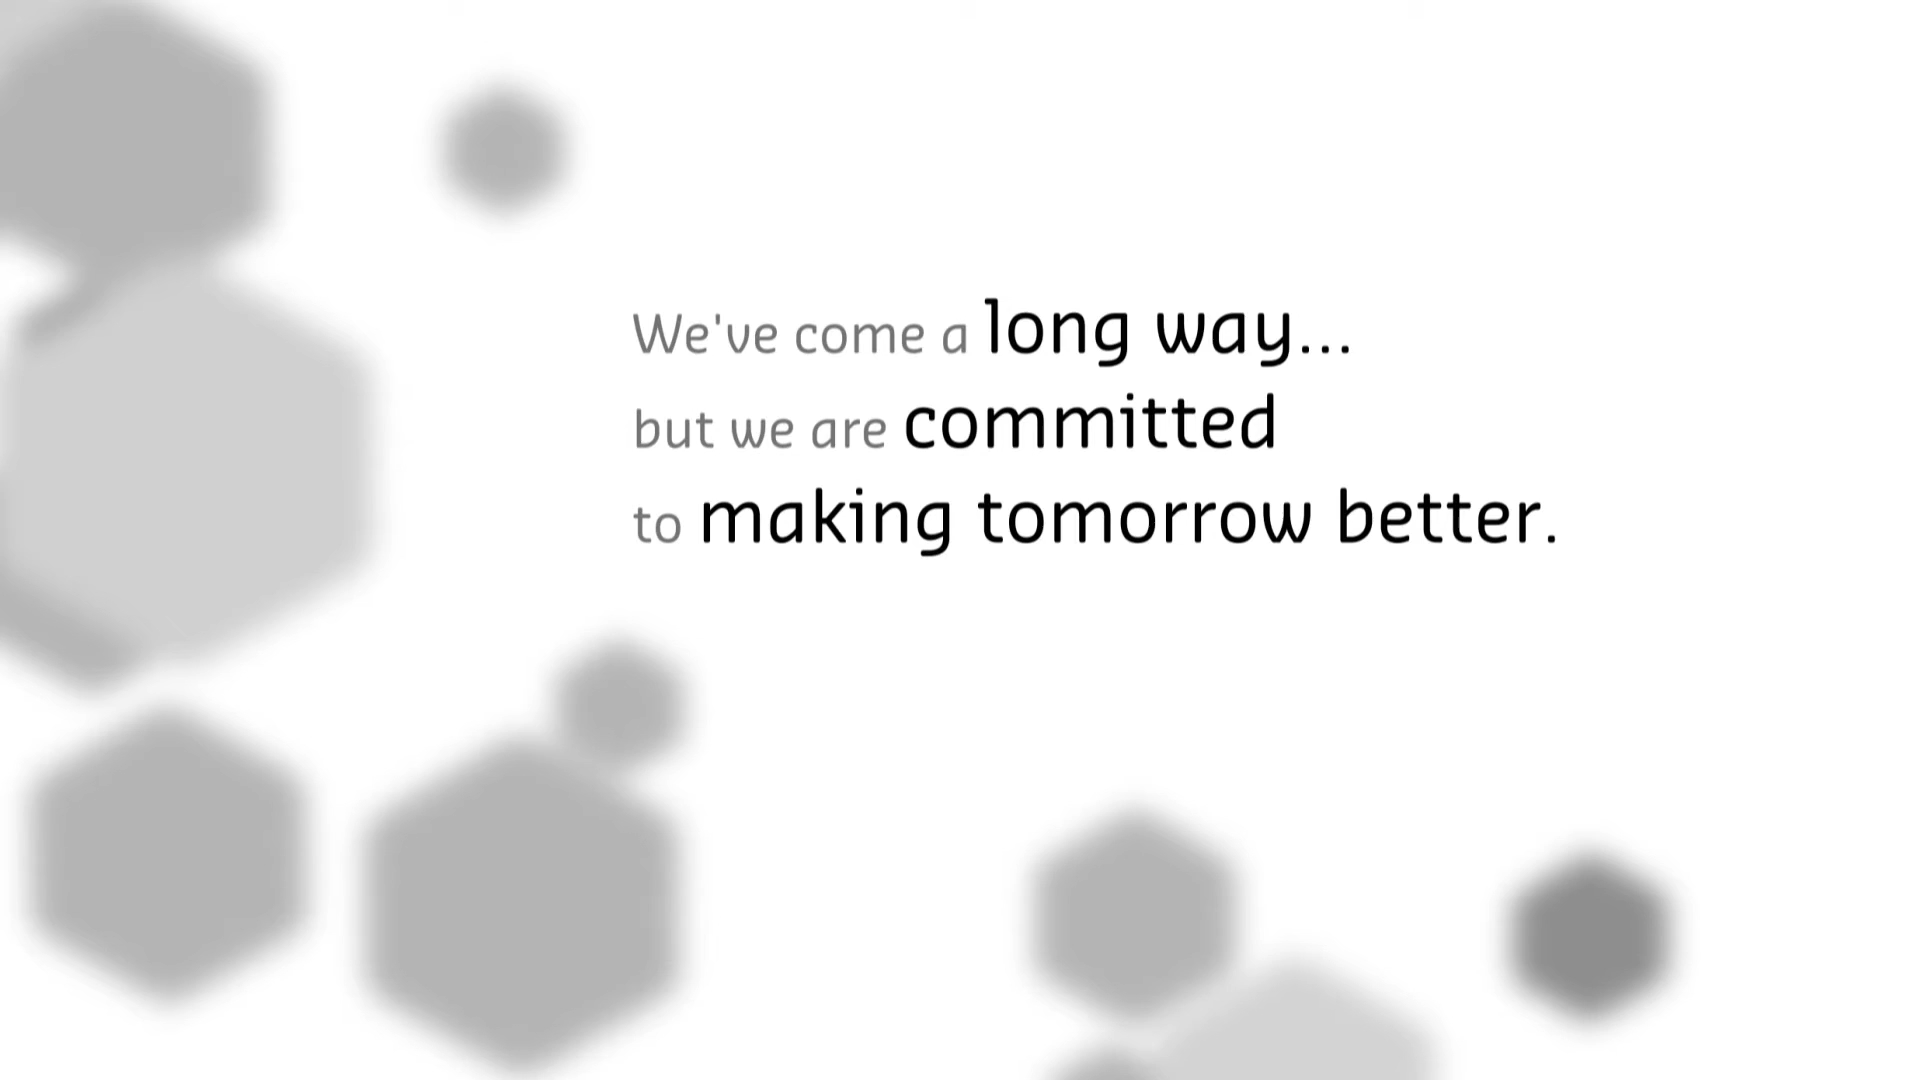 We've come a long way...
but we are committed
to making tomorrow better.